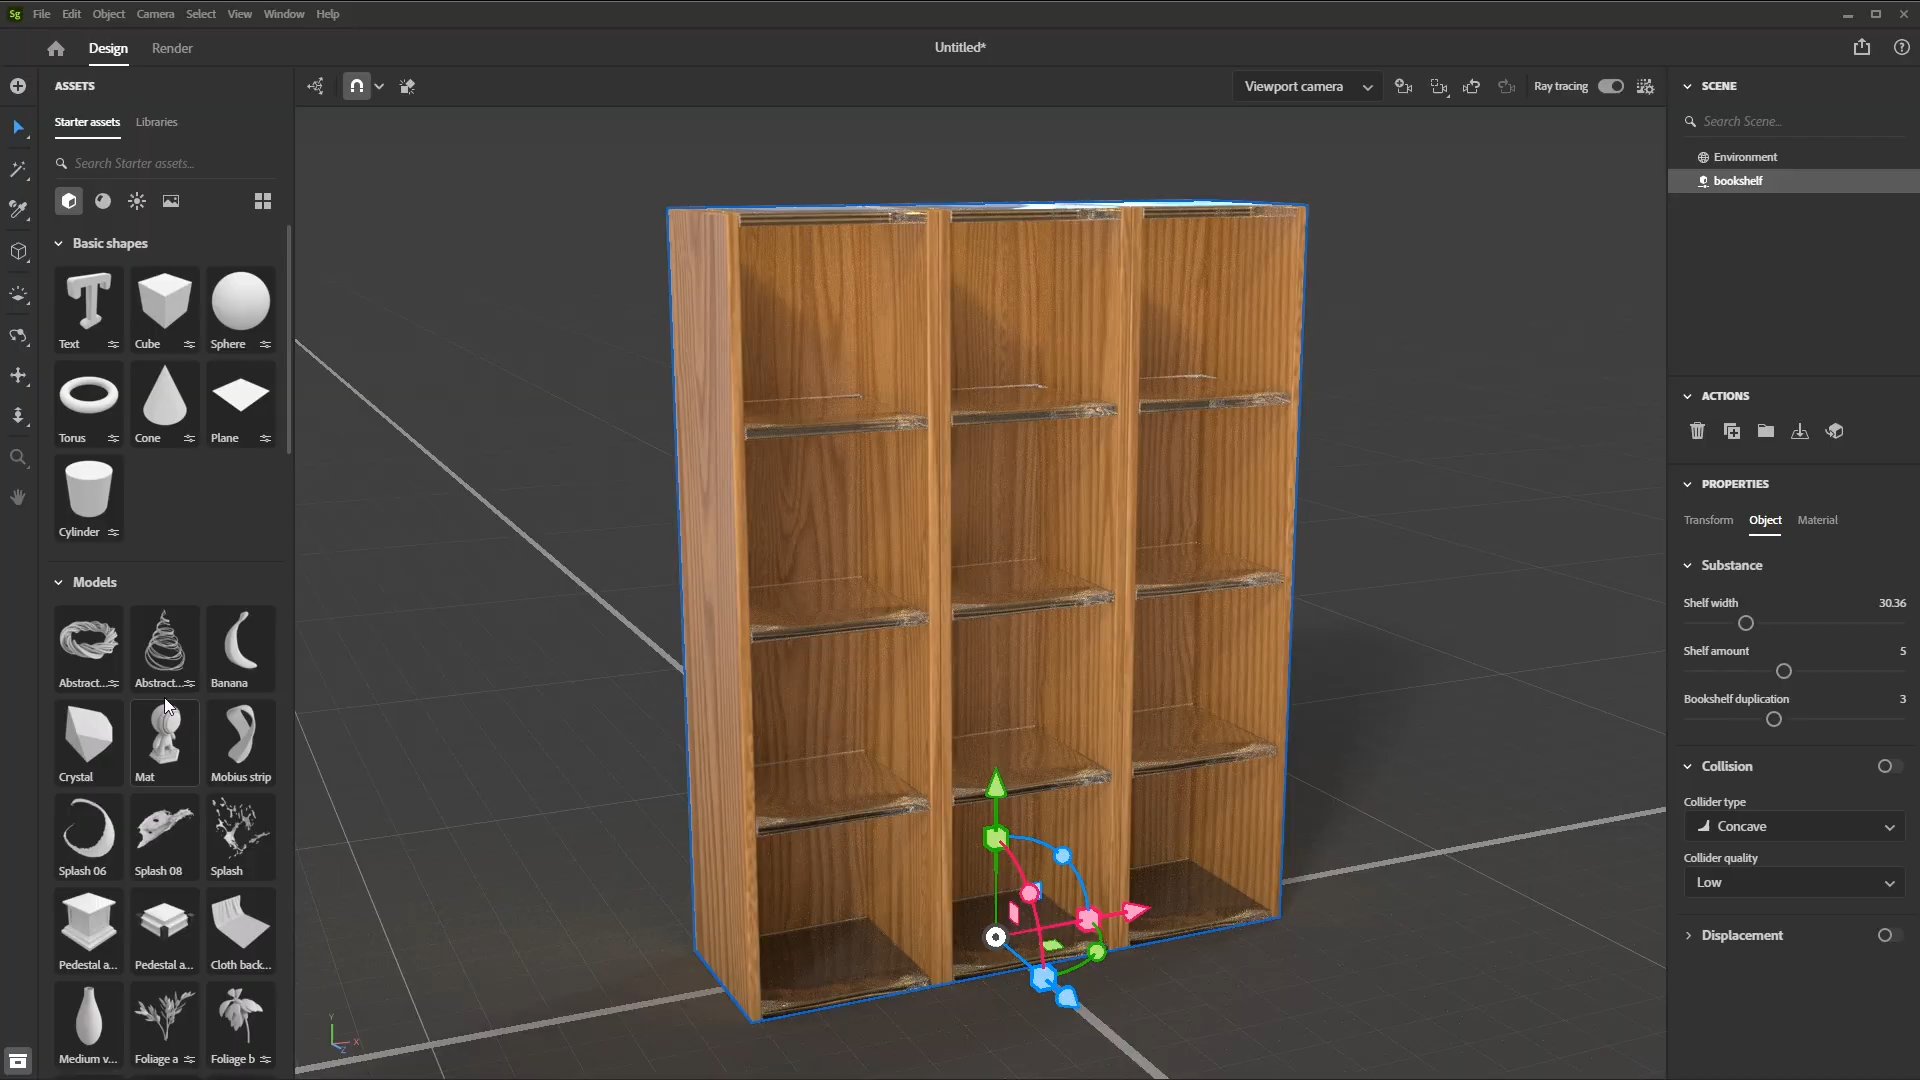 Sg File Edit Object Camera Select View Window Help
Design Render Untitled*
ASSETS
Starter assets Libraries
Search Starter assets...
Basic shapes
Text Cube Sphere
Torus Cone Plane
Cylinder
Models
Abstract... Abstract... Banana
Crystal Mat Mobius strip
Splash 06 Splash 08 Splash
Pedestal a... Pedestal a... Cloth back...
Medium v... Foliage a Foliage b
Viewport camera Ray tracing
Y
X
Z
SCENE
Search Scene...
Environment
bookshelf
ACTIONS
PROPERTIES
Transform Object Material
Substance
Shelf width 30.36
Shelf amount 5
Bookshelf duplication 3
Collision
Collider type
Concave
Collider quality
Low
Displacement